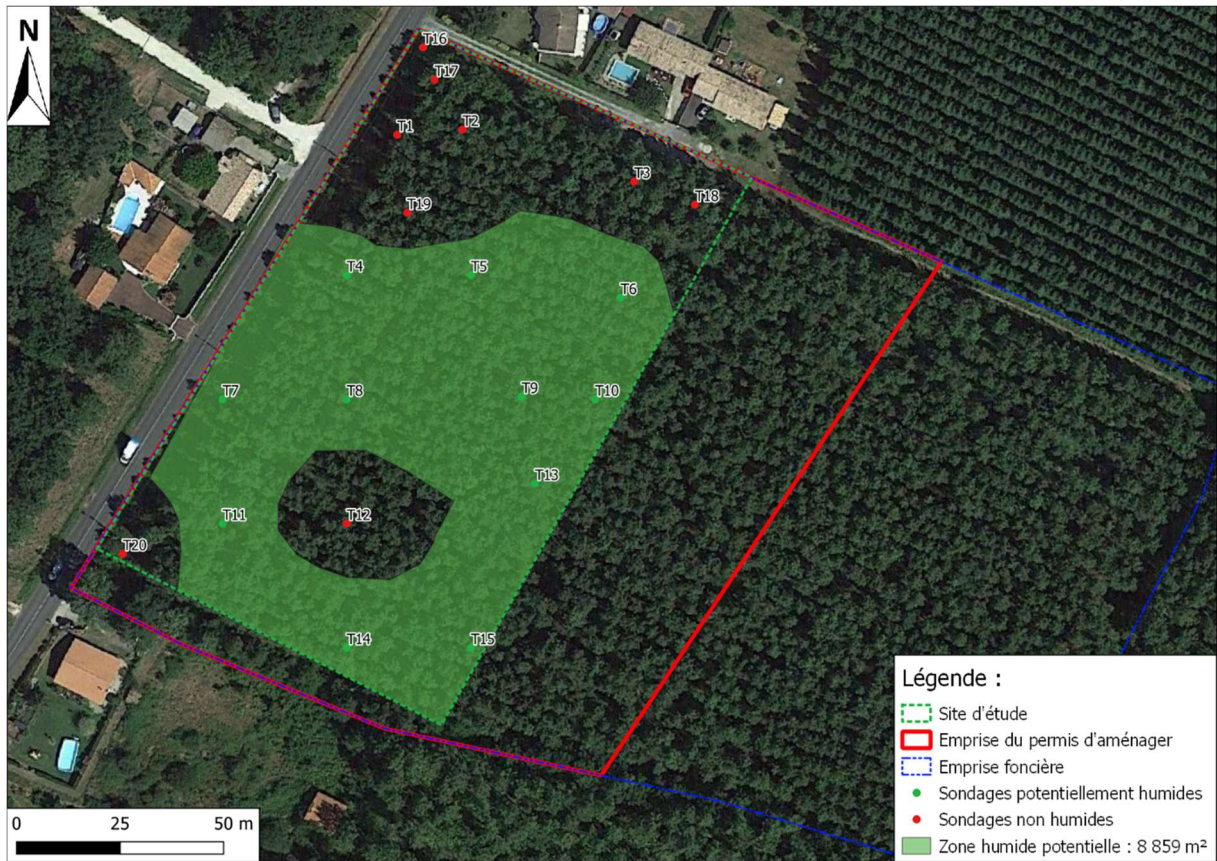 N
T16
T17
T1
T2
T3
T18
T19
T4
T5
T6
T7
T8
T9
T10
T13
T11
T12
T20
T14
T15
Légende :
Site d'étude
Emprise du permis d'aménager
Emprise foncière
Sondages potentiellement humides
Sondages non humides
Zone humide potentielle : 8 859 m²
0 25 50 m